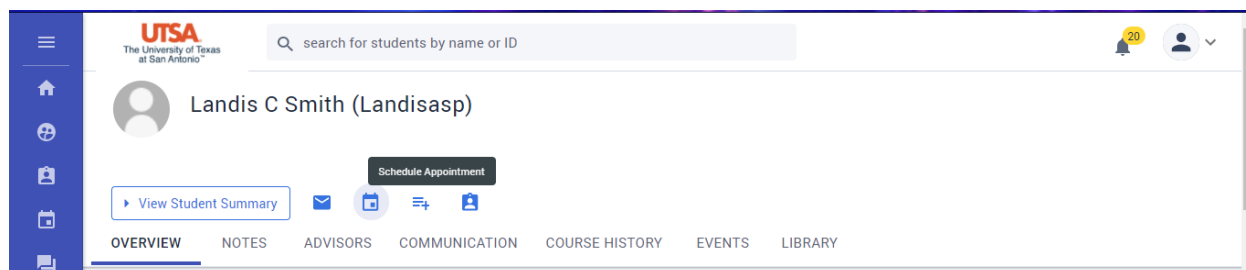 UTSA
The University of Texas
at San Antonio™
search for students by name or ID
20
Landis C Smith (Landisasp)
Schedule Appointment
View Student Summary
OVERVIEW NOTES ADVISORS COMMUNICATION COURSE HISTORY EVENTS LIBRARY